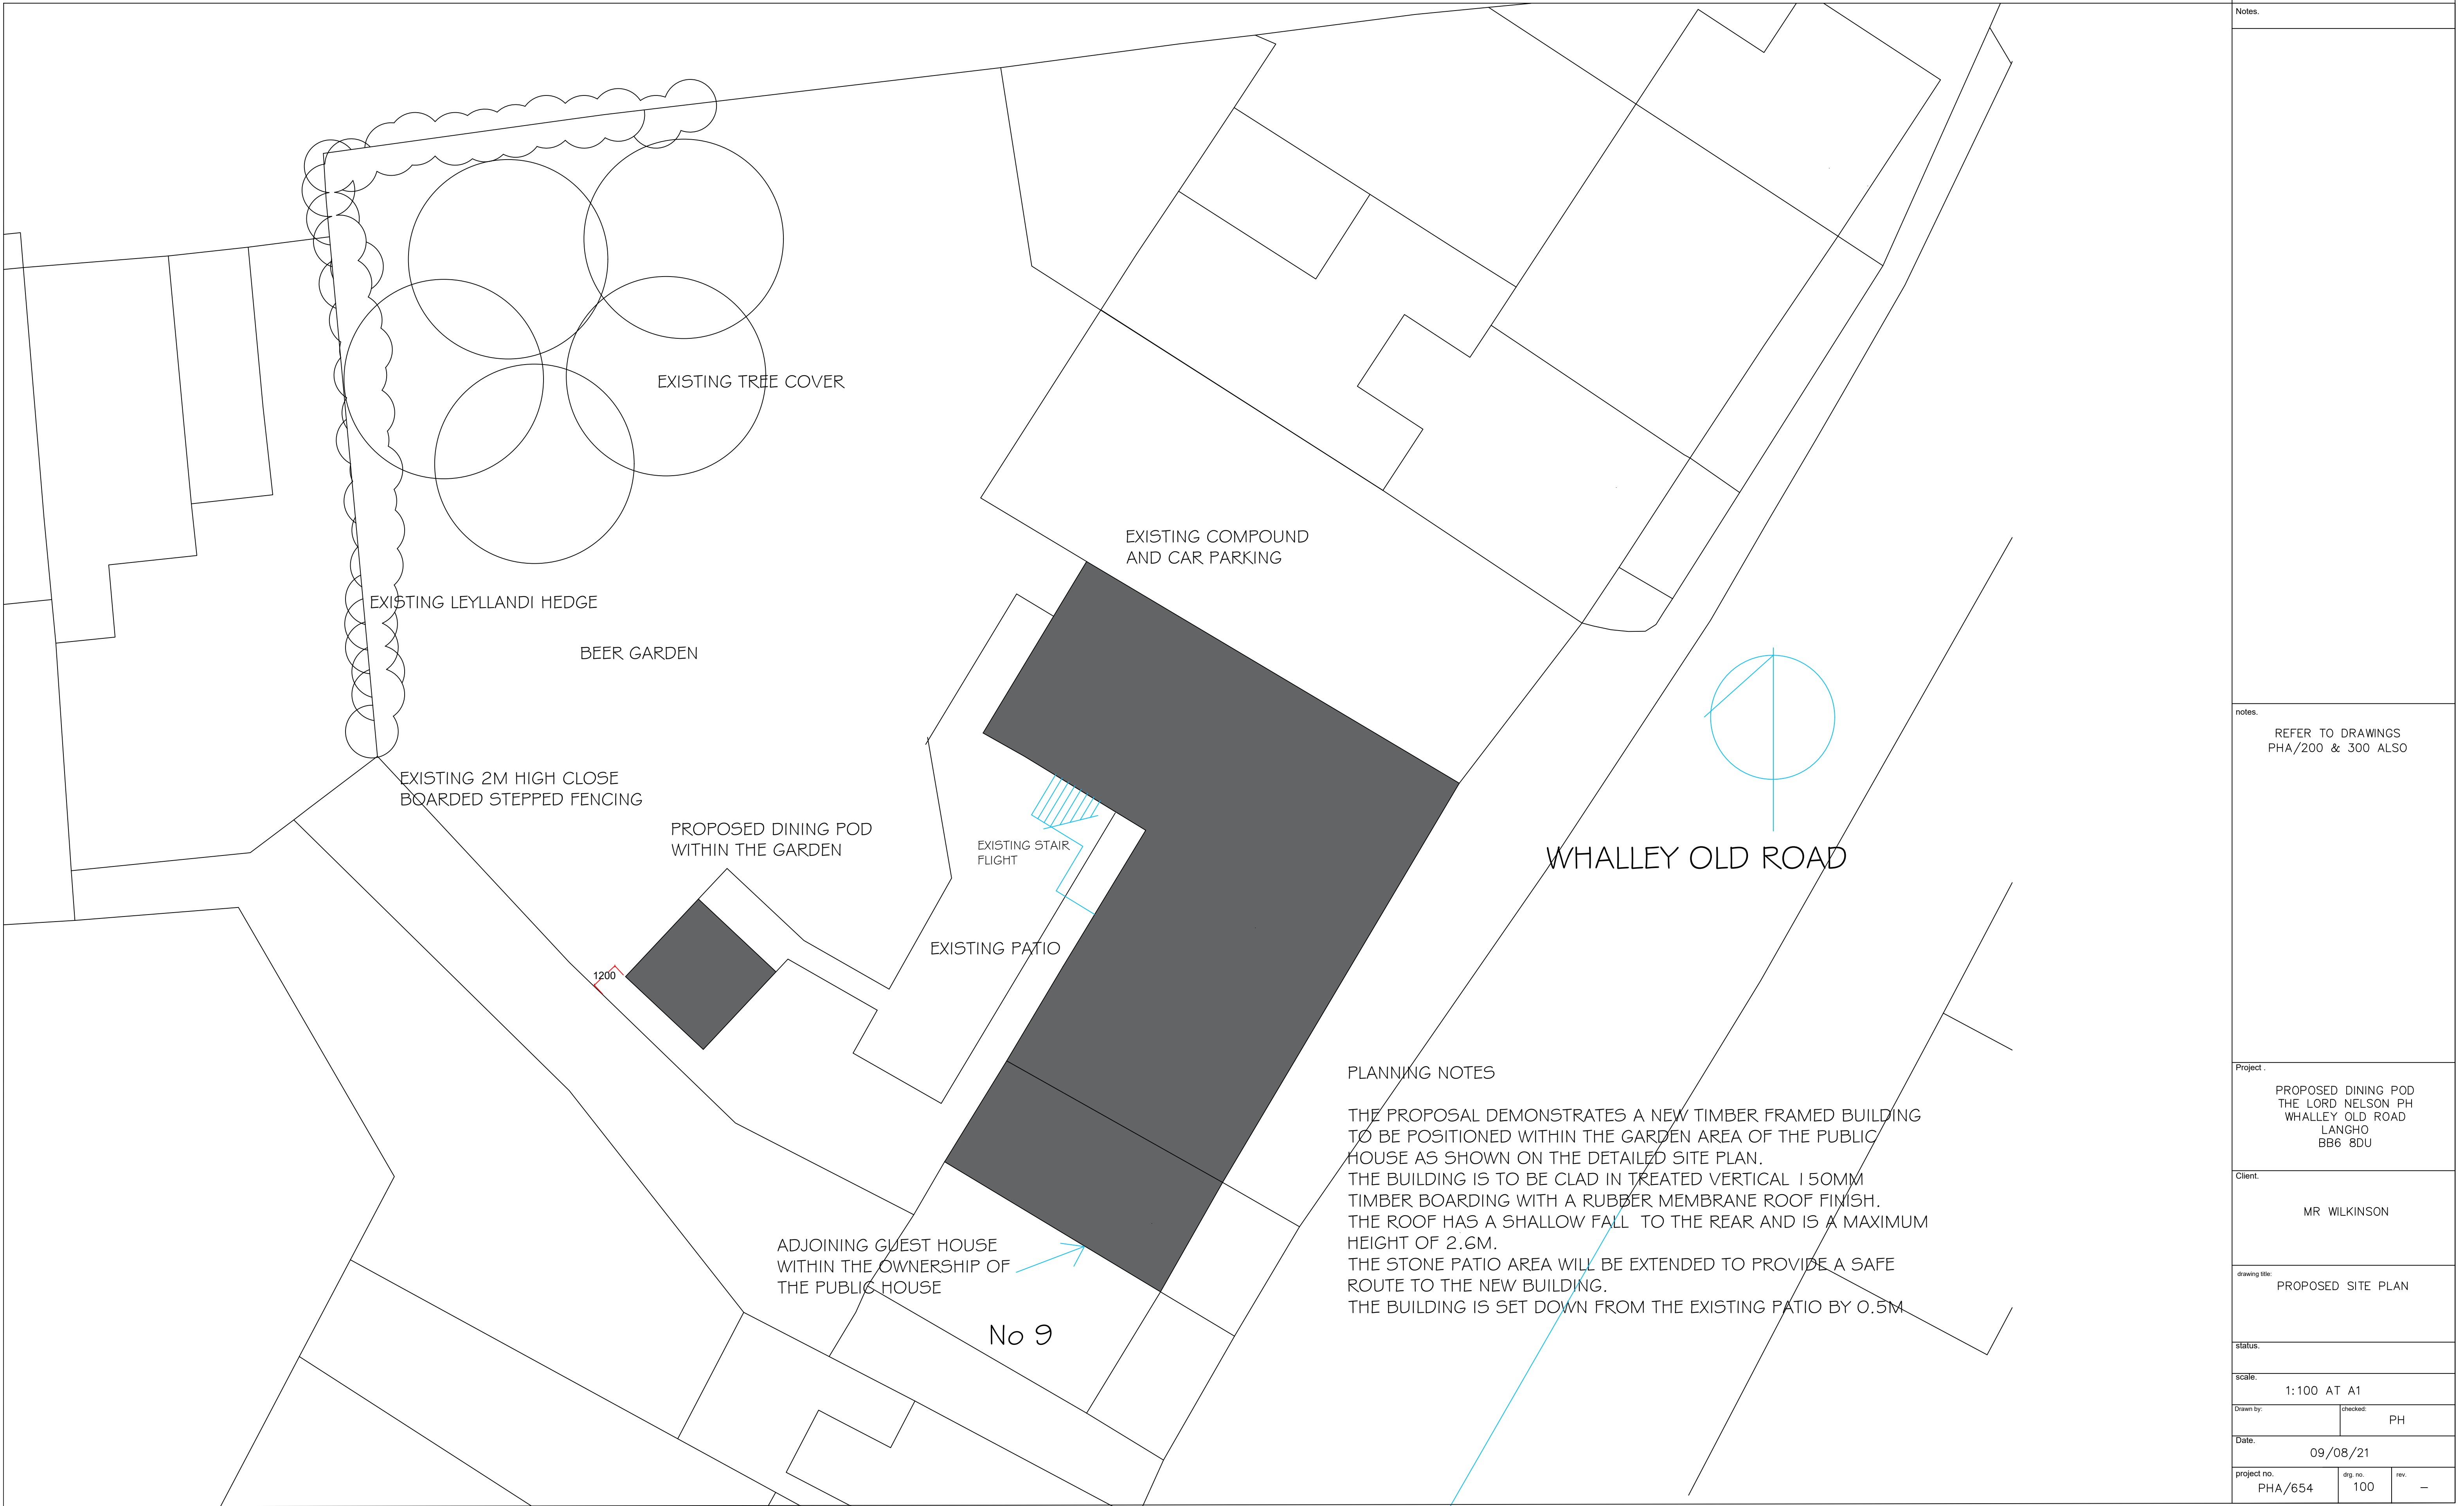 EXISTING TREE COVER
EXISTING COMPOUND
AND CAR PARKING
EXISTING LEYLLANDI HEDGE
BEER GARDEN
EXISTING 2M HIGH CLOSE
BOARDED STEPPED FENCING
PROPOSED DINING POD
WITHIN THE GARDEN
EXISTING STAIR
FLIGHT
WHALLEY OLD ROAD
EXISTING PATIO
1200
PLANNING NOTES
THE PROPOSAL DEMONSTRATES A NEW TIMBER FRAMED BUILDING
TO BE POSITIONED WITHIN THE GARDEN AREA OF THE PUBLIC
HOUSE AS SHOWN ON THE DETAILED SITE PLAN.
THE BUILDING IS TO BE CLAD IN TREATED VERTICAL 150MM
TIMBER BOARDING WITH A RUBBER MEMBRANE ROOF FINISH.
THE ROOF HAS A SHALLOW FALL TO THE REAR AND IS A MAXIMUM
HEIGHT OF 2.6M.
THE STONE PATIO AREA WILL BE EXTENDED TO PROVIDE A SAFE
ROUTE TO THE NEW BUILDING.
THE BUILDING IS SET DOWN FROM THE EXISTING PATIO BY 0.5M
ADJOINING GUEST HOUSE
WITHIN THE OWNERSHIP OF
THE PUBLIC HOUSE
No 9
Notes.
notes.
REFER TO DRAWINGS
PHA/200 & 300 ALSO
Project .
PROPOSED DINING POD
THE LORD NELSON PH
WHALLEY OLD ROAD
LANGHO
BB6 8DU
Client.
MR WILKINSON
drawing title:
PROPOSED SITE PLAN
status.
scale.
1:100 AT A1
Drawn by:
checked:
PH
Date.
09/08/21
project no.
PHA/654
drg. no.
100
rev.
–